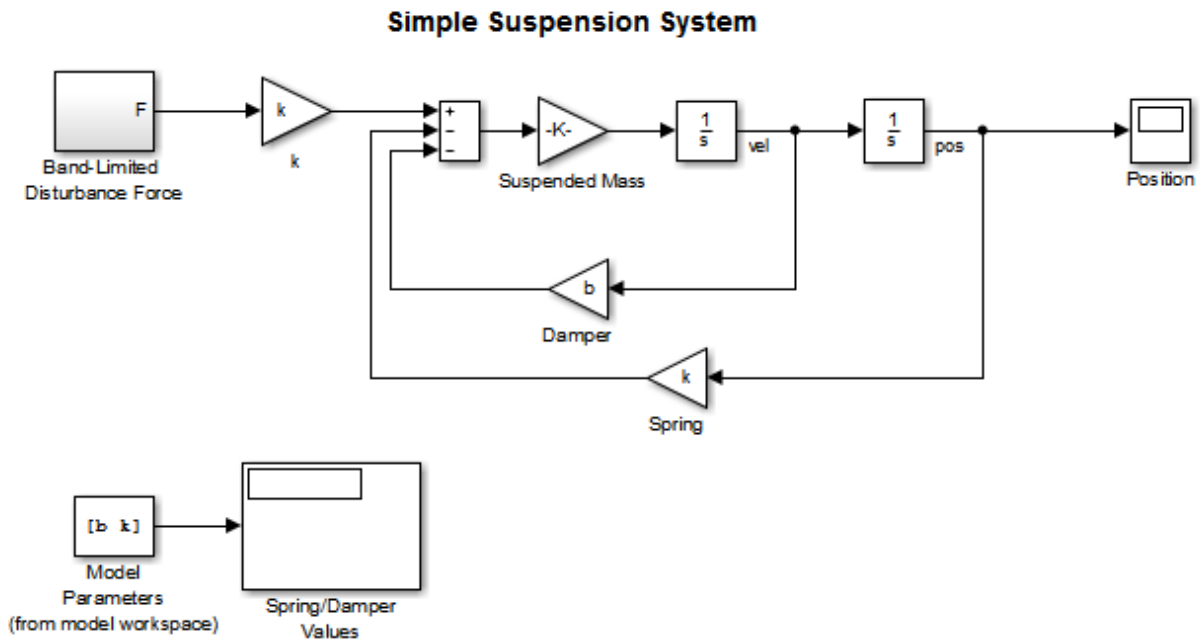 Simple Suspension System
F
Band-Limited
Disturbance Force
k
k
+
−
−
-K-
Suspended Mass
1
s
vel
1
s
pos
Position
b
Damper
k
Spring
[b k]
Model
Parameters
(from model workspace)
Spring/Damper
Values